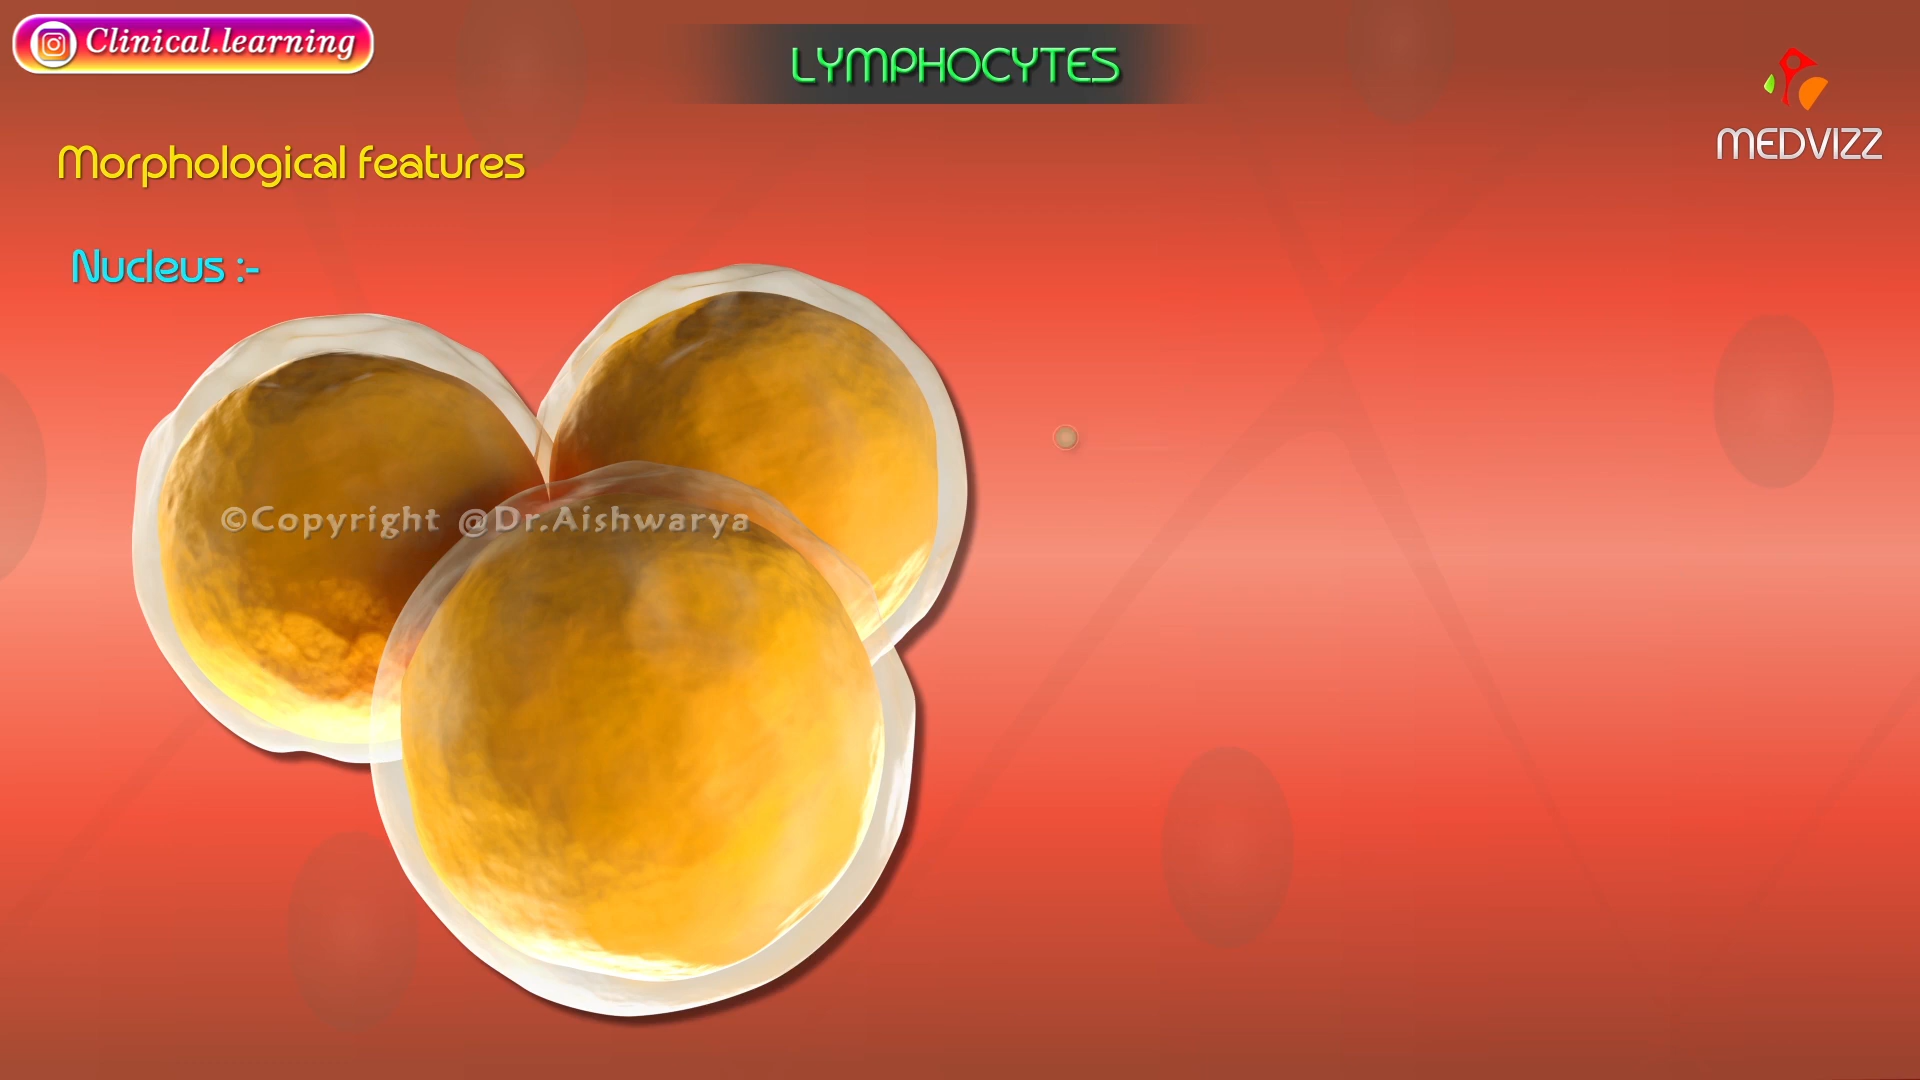 Clinical.learning
LYMPHOCYTES
MEDVIZZ
Morphological features
Nucleus :-
©Copyright @Dr.Aishwarya